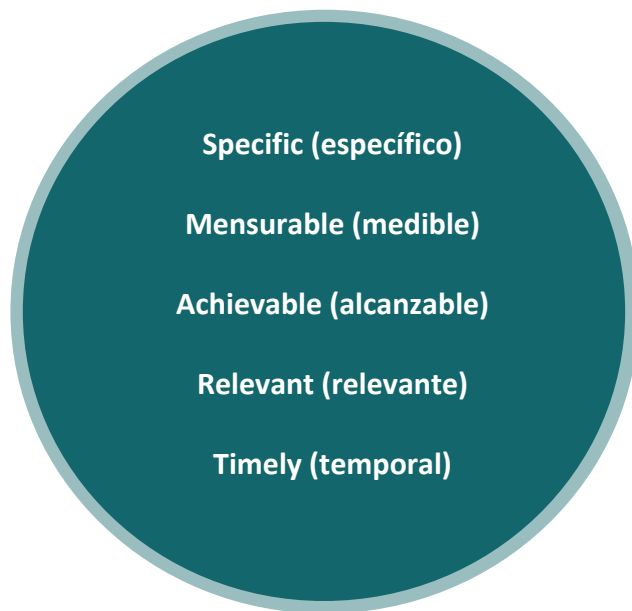 Specific (específico)
Mensurable (medible)
Achievable (alcanzable)
Relevant (relevante)
Timely (temporal)